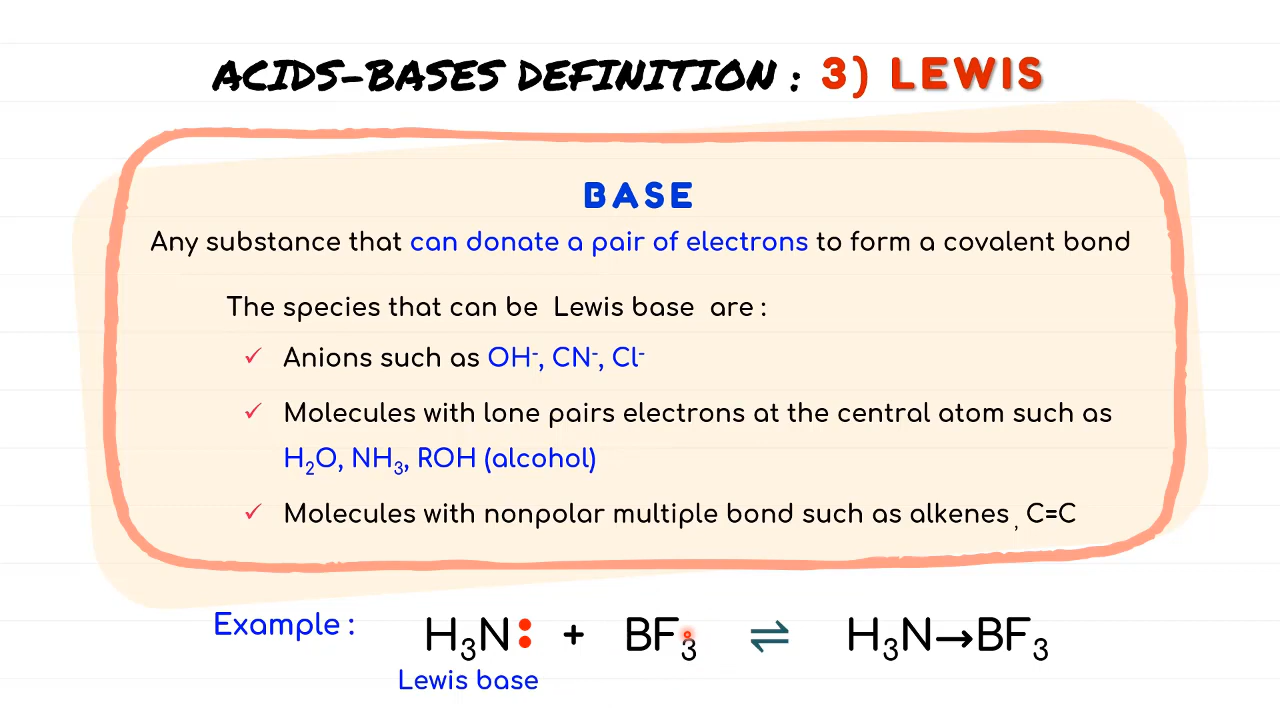 ACIDS-BASES DEFINITION : 3) LEWIS
BASE
Any substance that can donate a pair of electrons to form a covalent bond
The species that can be Lewis base are :
✓ Anions such as OH⁻, CN⁻, Cl⁻
✓ Molecules with lone pairs electrons at the central atom such as
H₂O, NH₃, ROH (alcohol)
✓ Molecules with nonpolar multiple bond such as alkenes , C=C
Example : H₃N: + BF₃ ⇌ H₃N→BF₃
Lewis base